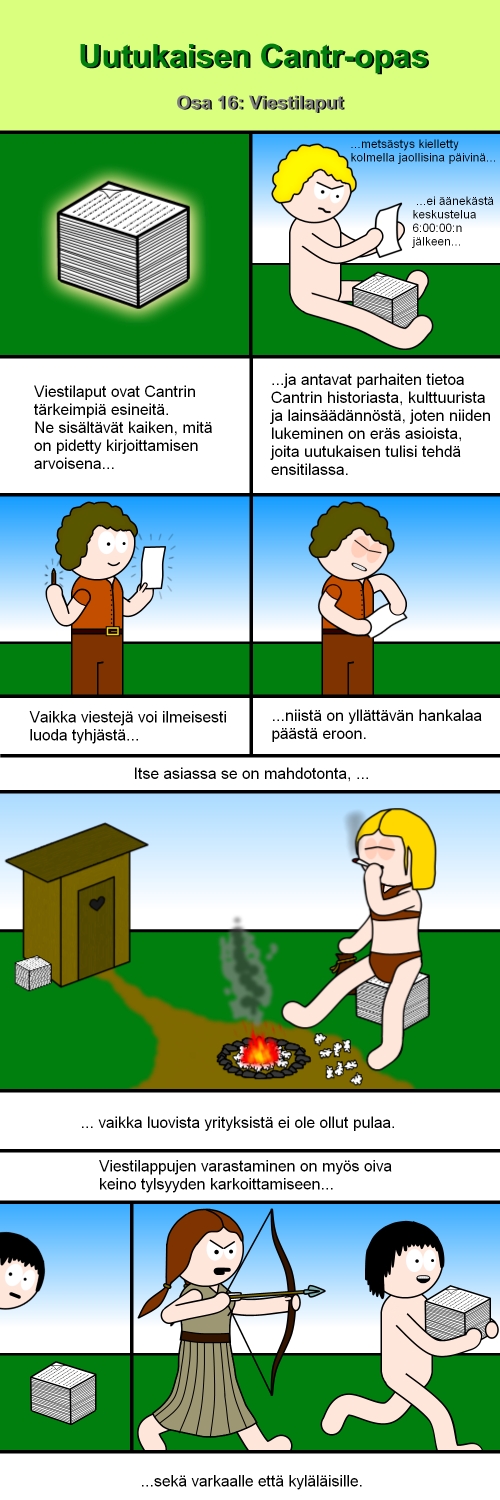 Uutukaisen Cantr-opas
Osa 16: Viestilaput
...metsästys kielletty
kolmella jaollisina päivinä...
...ei äänekästä
keskustelua
6:00:00:n
jälkeen...
Viestilaput ovat Cantrin
tärkeimpiä esineitä.
Ne sisältävät kaiken, mitä
on pidetty kirjoittamisen
arvoisena...
...ja antavat parhaiten tietoa
Cantrin historiasta, kulttuurista
ja lainsäädännöstä, joten niiden
lukeminen on eräs asioista,
joita uutukaisen tulisi tehdä
ensitilassa.
Vaikka viestejä voi ilmeisesti
luoda tyhjästä...
...niistä on yllättävän hankalaa
päästä eroon.
Itse asiassa se on mahdotonta, ...
... vaikka luovista yrityksistä ei ole ollut pulaa.
Viestilappujen varastaminen on myös oiva
keino tylsyyden karkoittamiseen...
...sekä varkaalle että kyläläisille.